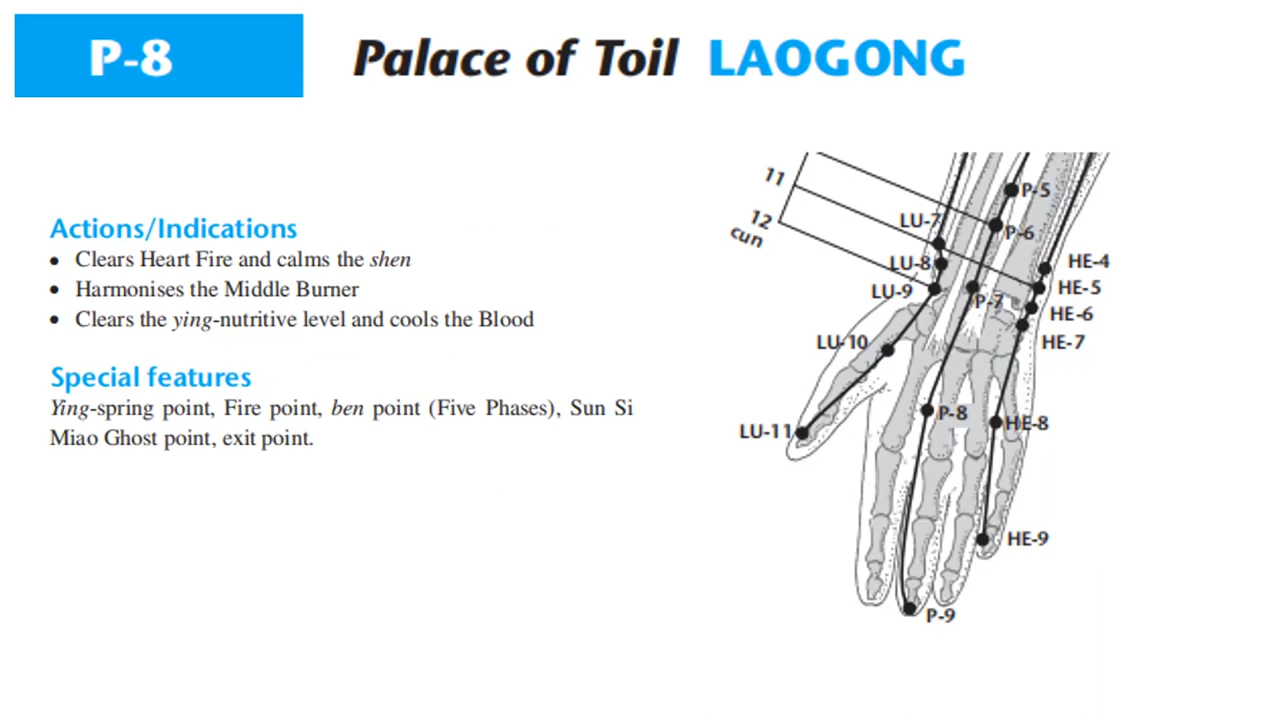 P-8
Palace of Toil LAOGONG
Actions/Indications
• Clears Heart Fire and calms the shen
• Harmonises the Middle Burner
• Clears the ying-nutritive level and cools the Blood
Special features
Ying-spring point, Fire point, ben point (Five Phases), Sun Si
Miao Ghost point, exit point.
11
12
cun
P-5
LU-7
P-6
LU-8
HE-4
LU-9
HE-5
P-7
HE-6
LU-10
HE-7
P-8
HE-8
LU-11
HE-9
P-9